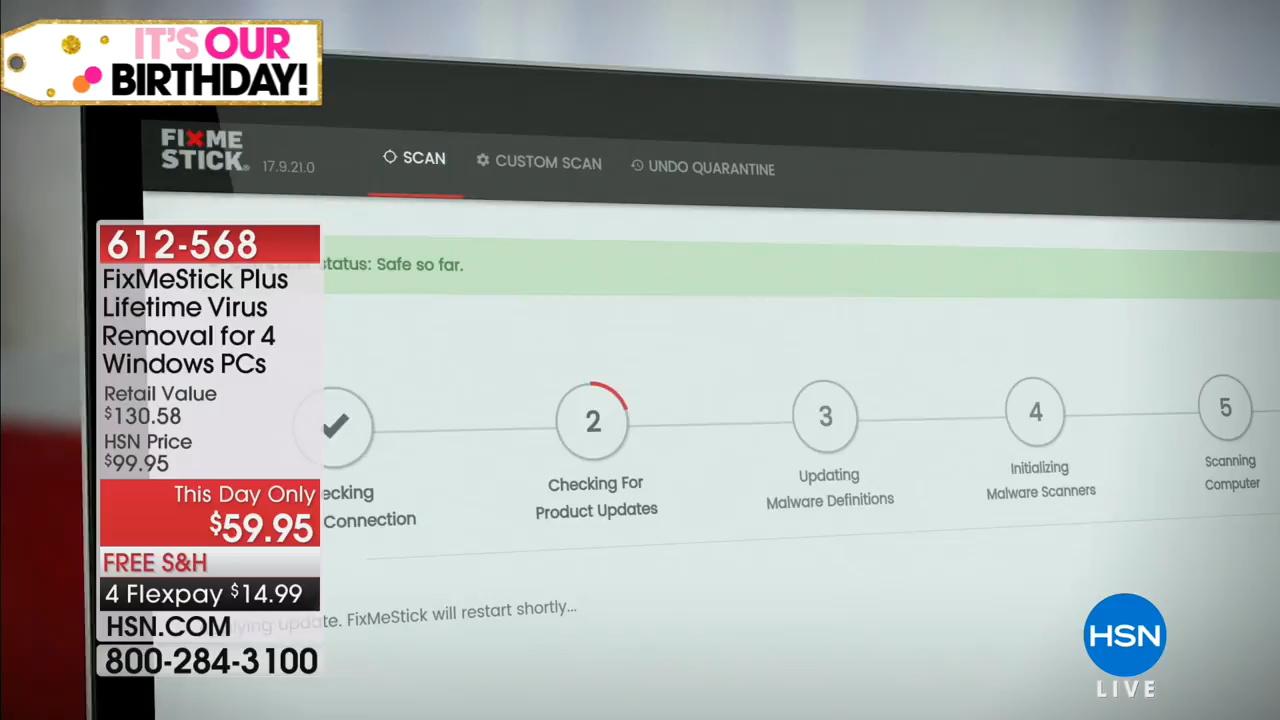 IT'S OUR
BIRTHDAY!
FIXME
STICK
17.9.21.0
SCAN
CUSTOM SCAN
UNDO QUARANTINE
612-568
FixMeStick Plus
Lifetime Virus
Removal for 4
Windows PCs
Retail Value
$130.58
HSN Price
$99.95
This Day Only
$59.95
FREE S&H
4 Flexpay $14.99
HSN.COM
800-284-3100
status: Safe so far.
2
3
4
5
Connection
Checking For
Product Updates
Updating
Malware Definitions
Initializing
Malware Scanners
Scanning
Computer
update. FixMeStick will restart shortly...
HSN
LIVE